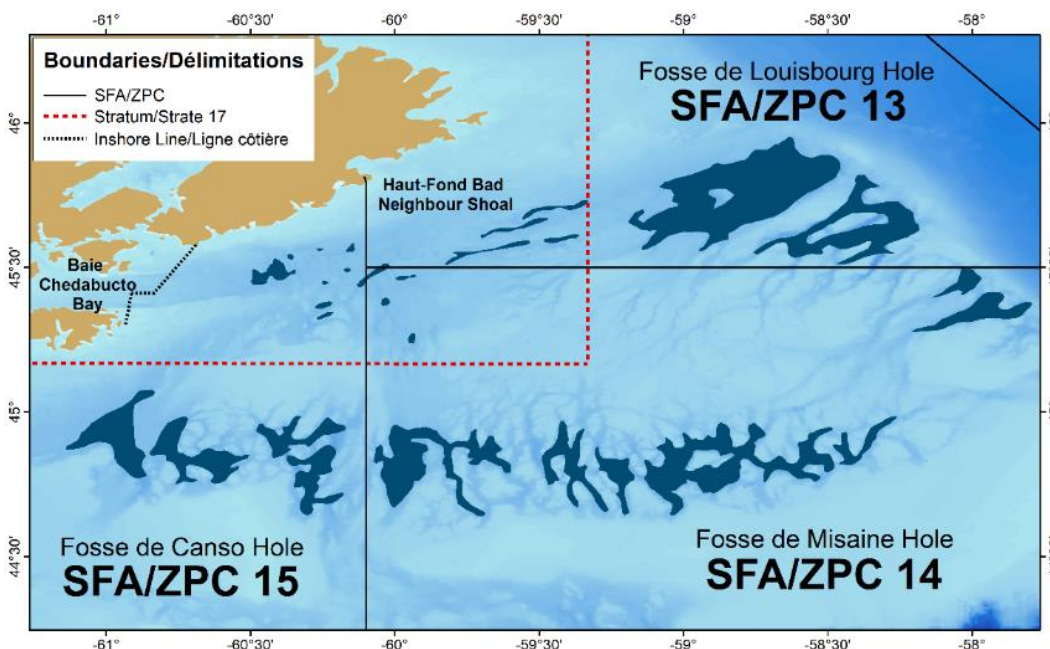 -61° -60°30' -60° -59°30' -59° -58°30' -58°
Boundaries/Délimitations
SFA/ZPC
Stratum/Strate 17
Inshore Line/Ligne côtière
Fosse de Louisbourg Hole
SFA/ZPC 13
46°
Haut-Fond Bad
Neighbour Shoal
45°30'
Baie
Chedabucto
Bay
45°
44°30'
Fosse de Canso Hole
SFA/ZPC 15
Fosse de Misaine Hole
SFA/ZPC 14
-61° -60°30' -60° -59°30' -59° -58°30' -58°